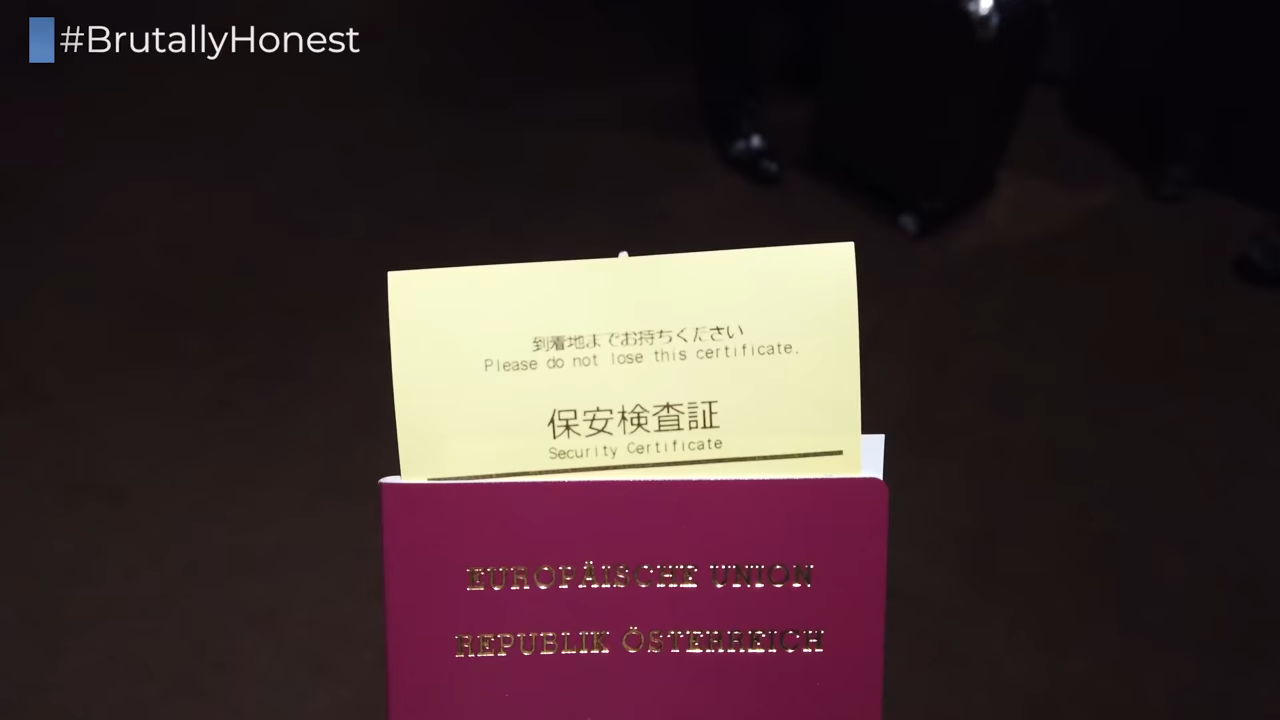 #BrutallyHonest
到着地までお持ちください
Please do not lose this certificate.
保安検査証
Security Certificate
EUROPÄISCHE UNION
REPUBLIK ÖSTERREICH